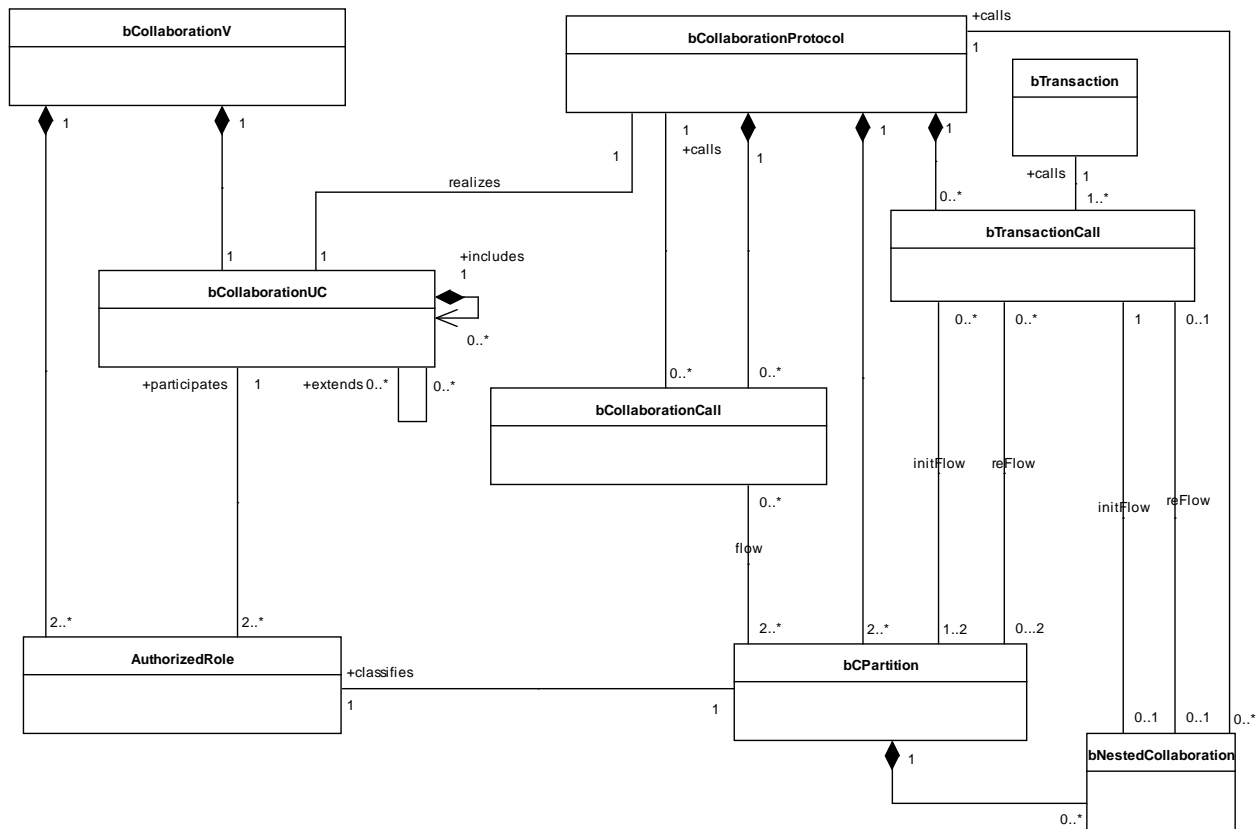 +calls
bCollaborationV
bCollaborationProtocol
1
bTransaction
1
1
1
+calls
1
1
1
1
+calls
1
realizes
0..*
1..*
bTransactionCall
1
1
+includes
1
bCollaborationUC
0..*
0..*
0..*
1
0..1
+participates
1
+extends
0..*
0..*
0..*
0..*
bCollaborationCall
initFlow
reFlow
0..*
initFlow
reFlow
flow
2..*
2..*
2..*
2..*
1..2
0...2
AuthorizedRole
bCPartition
+classifies
1
1
0..1
0..1
0..*
1
bNestedCollaboration
0..*